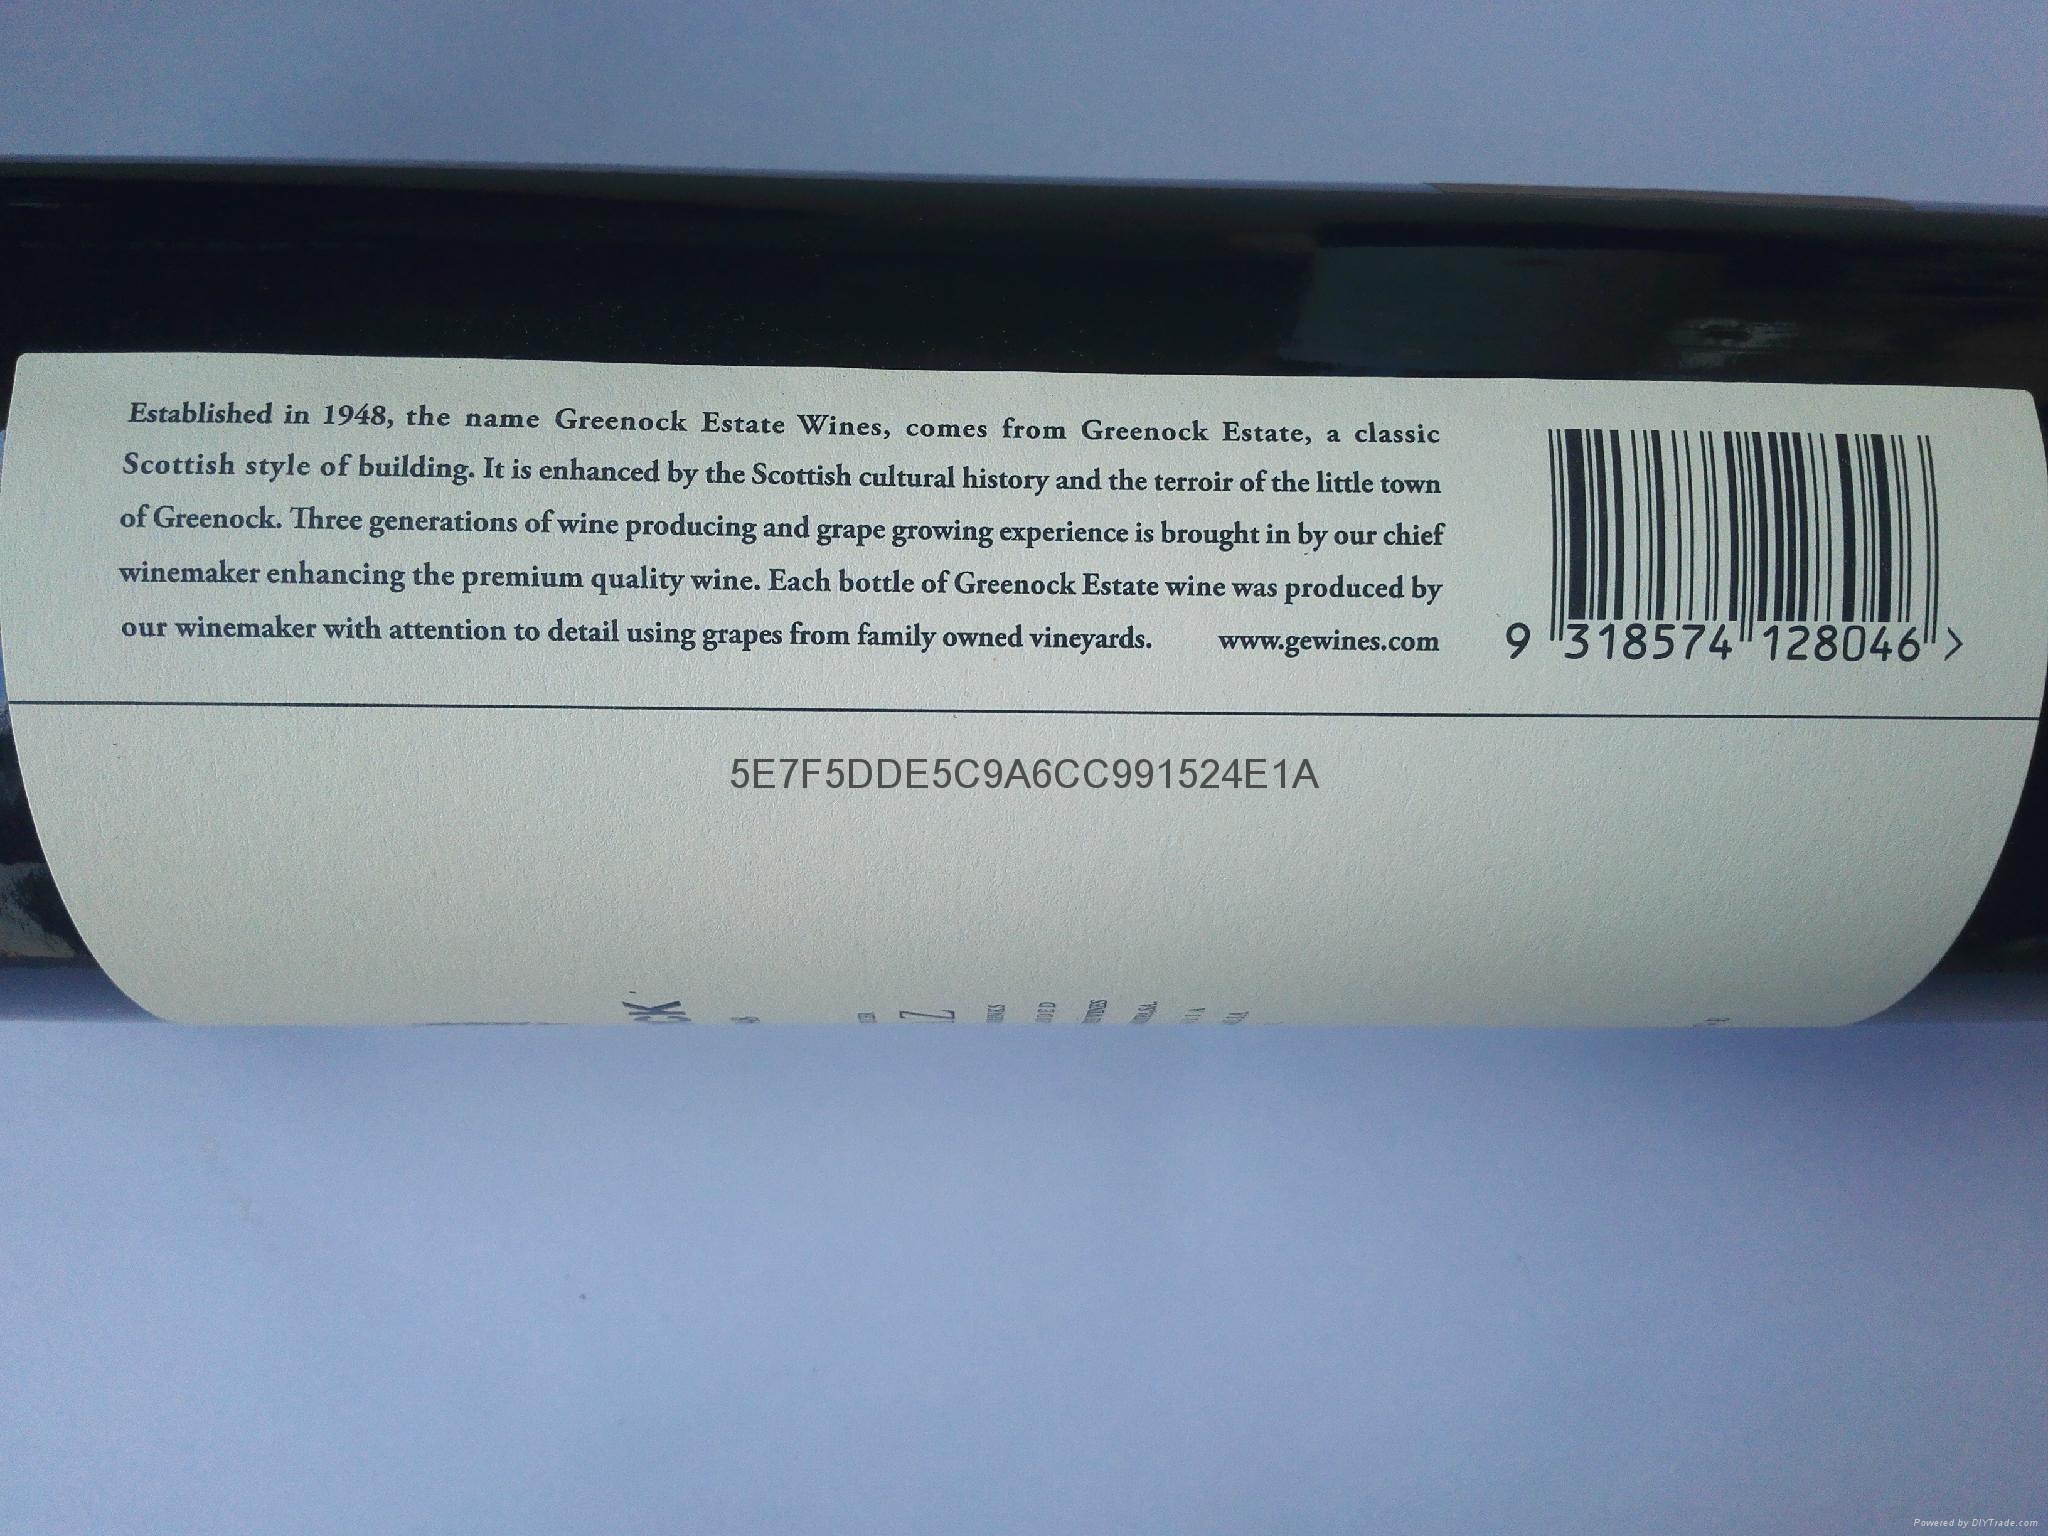 Established in 1948, the name Greenock Estate Wines, comes from Greenock Estate, a classic
Scottish style of building. It is enhanced by the Scottish cultural history and the terroir of the little town
of Greenock. Three generations of wine producing and grape growing experience is brought in by our chief
winemaker enhancing the premium quality wine. Each bottle of Greenock Estate wine was produced by
our winemaker with attention to detail using grapes from family owned vineyards. www.gewines.com
9 318574 128046 >
5E7F5DDE5C9A6CC991524E1A
Powered by DIYTrade.com